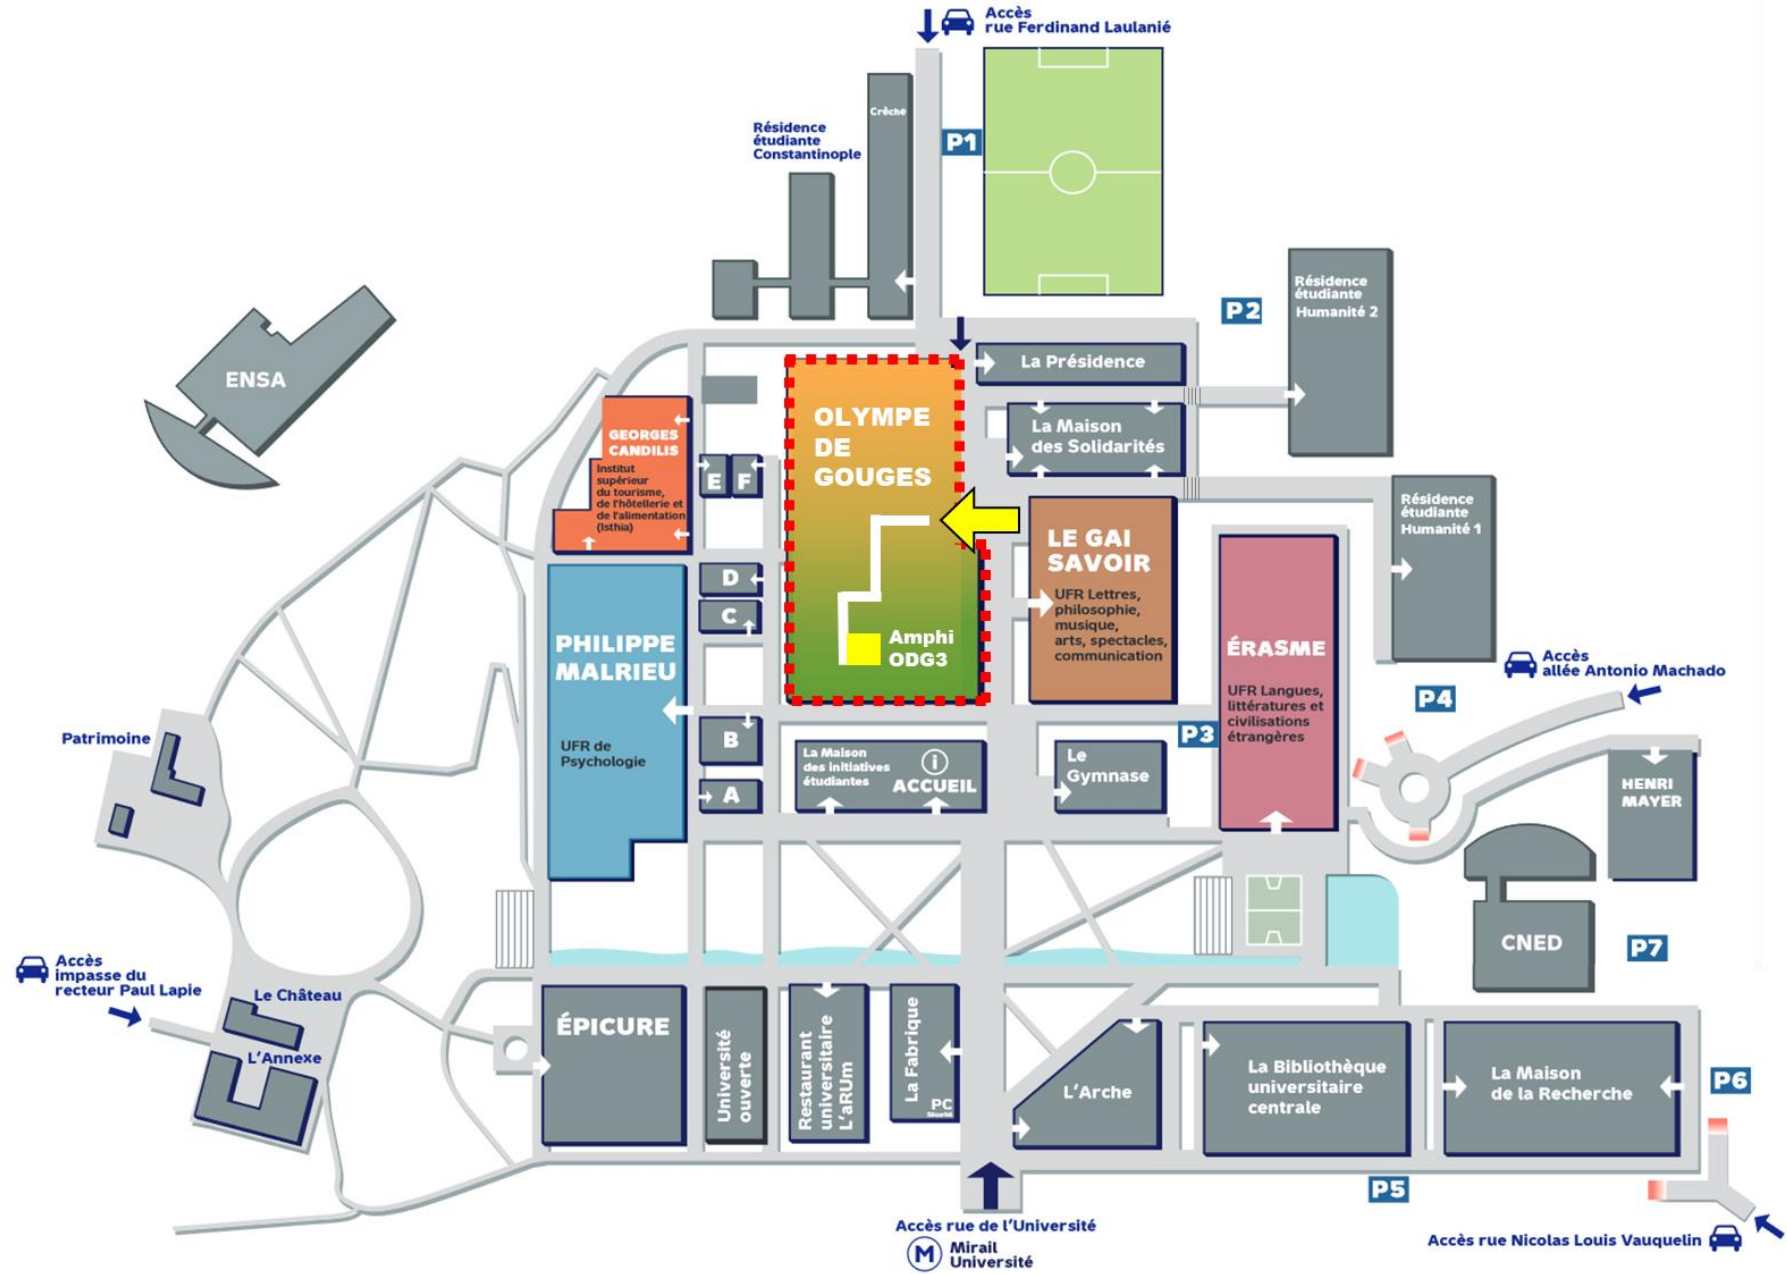 Accès
rue Ferdinand Laulanié
Crèche
P1
Résidence
étudiante
Constantinople
Résidence
étudiante
Humanité 2
P2
ENSA
La Présidence
OLYMPE
DE
GOUGES
La Maison
des Solidarités
GEORGES
CANDILIS
Institut
supérieur
du tourisme,
de l'hôtellerie et
de l'alimentation
(Isthia)
E
F
Résidence
étudiante
Humanité 1
LE GAI
SAVOIR
UFR Lettres,
philosophie,
musique,
arts, spectacles,
communication
D
C
Amphi
ODG3
PHILIPPE
MALRIEU
UFR de
Psychologie
ÉRASME
UFR Langues,
littératures et
civilisations
étrangères
Accès
allée Antonio Machado
P4
Patrimoine
B
A
La Maison
des initiatives
étudiantes
i
ACCUEIL
Le
Gymnase
P3
HENRI
MAYER
CNED
P7
Accès
impasse du
recteur Paul Lapie
Le Château
L'Annexe
ÉPICURE
Université
ouverte
Restaurant
universitaire
L'aRUm
La Fabrique
PC
Sécurité
L'Arche
La Bibliothèque
universitaire
centrale
La Maison
de la Recherche
P6
P5
Accès rue de l'Université
M
Mirail
Université
Accès rue Nicolas Louis Vauquelin